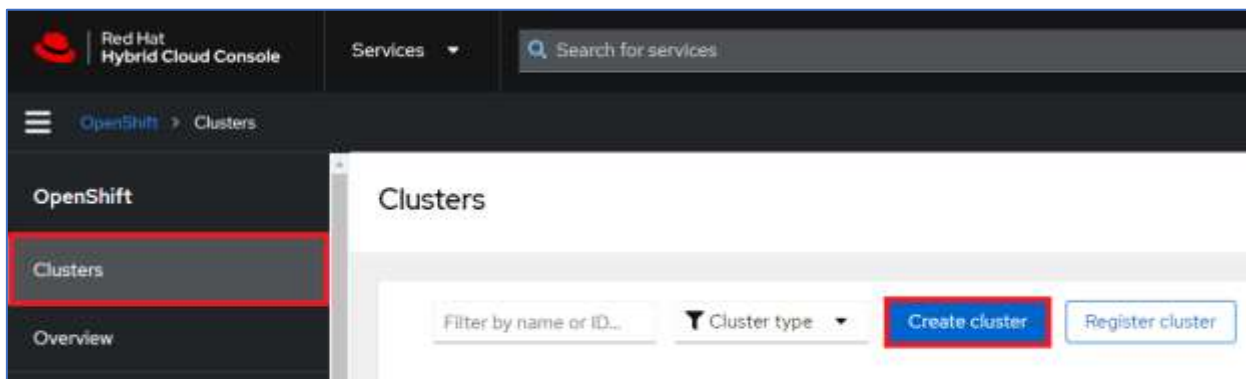 Red Hat
Hybrid Cloud Console
Services
Search for services
OpenShift > Clusters
OpenShift
Clusters
Overview
Clusters
Filter by name or ID...
Cluster type
Create cluster
Register cluster